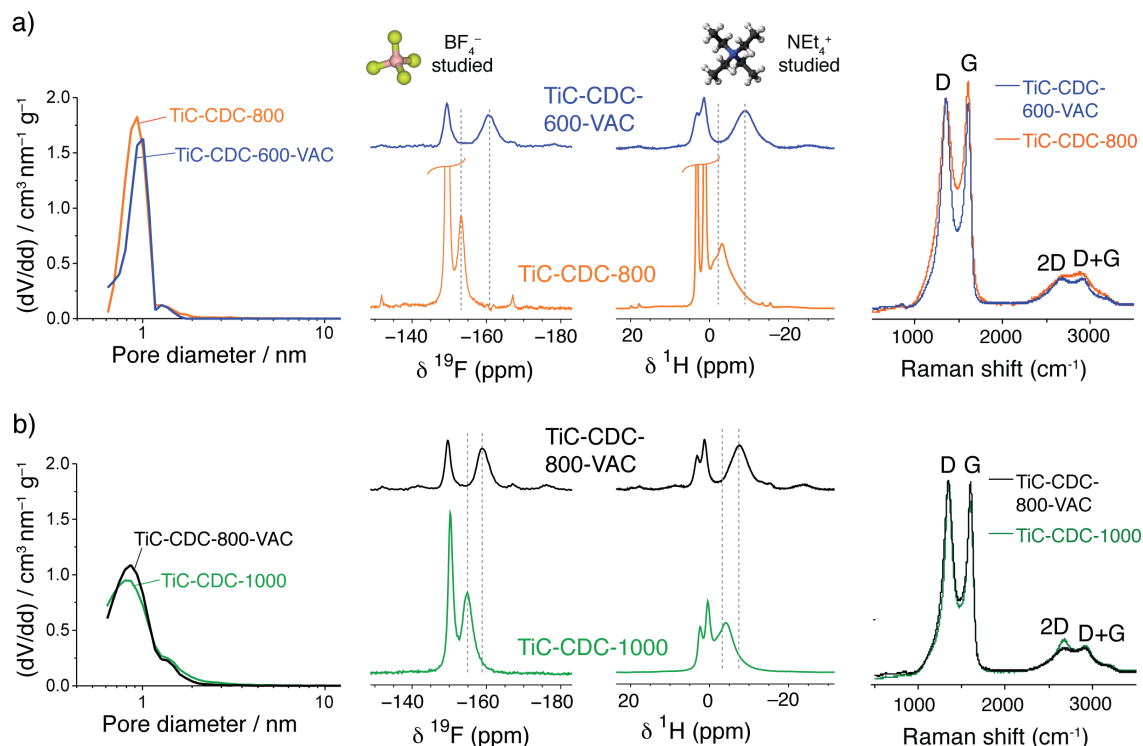 a)
BF₄⁻
studied
NEt₄⁺
studied
2.0
1.5
1.0
0.5
0.0
(dV/dd) / cm³ nm⁻¹ g⁻¹
TiC-CDC-800
TiC-CDC-600-VAC
1
10
Pore diameter / nm
TiC-CDC-
600-VAC
TiC-CDC-800
−140
−160
−180
δ ¹⁹F (ppm)
20
0
−20
δ ¹H (ppm)
D
G
2D
D+G
TiC-CDC-
600-VAC
TiC-CDC-800
1000
2000
3000
Raman shift (cm⁻¹)
b)
2.0
1.5
1.0
0.5
0.0
(dV/dd) / cm³ nm⁻¹ g⁻¹
TiC-CDC-800-VAC
TiC-CDC-1000
1
10
Pore diameter / nm
TiC-CDC-
800-VAC
TiC-CDC-1000
−140
−160
−180
δ ¹⁹F (ppm)
20
0
−20
δ ¹H (ppm)
D
G
2D
D+G
TiC-CDC-
800-VAC
TiC-CDC-1000
1000
2000
3000
Raman shift (cm⁻¹)